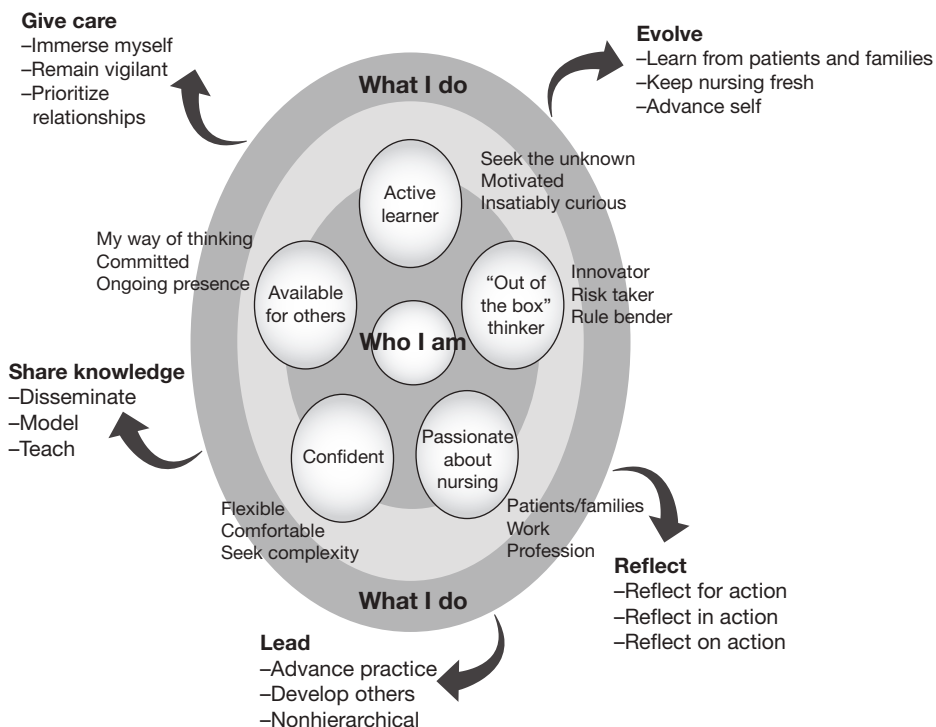 Give care
–Immerse myself
–Remain vigilant
–Prioritize
relationships
What I do
Evolve
–Learn from patients and families
–Keep nursing fresh
–Advance self
Active
learner
Seek the unknown
Motivated
Insatiably curious
My way of thinking
Committed
Ongoing presence
Available
for others
“Out of
the box”
thinker
Innovator
Risk taker
Rule bender
Who I am
Share knowledge
–Disseminate
–Model
–Teach
Confident
Passionate
about
nursing
Flexible
Comfortable
Seek complexity
Patients/families
Work
Profession
Reflect
–Reflect for action
–Reflect in action
–Reflect on action
What I do
Lead
–Advance practice
–Develop others
–Nonhierarchical